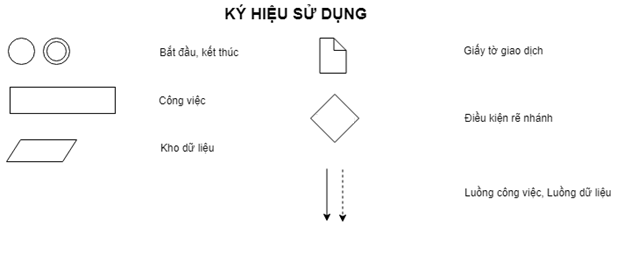 KÝ HIỆU SỬ DỤNG
Bắt đầu, kết thúc
Công việc
Kho dữ liệu
Giấy tờ giao dịch
Điều kiện rẽ nhánh
Luồng công việc, Luồng dữ liệu